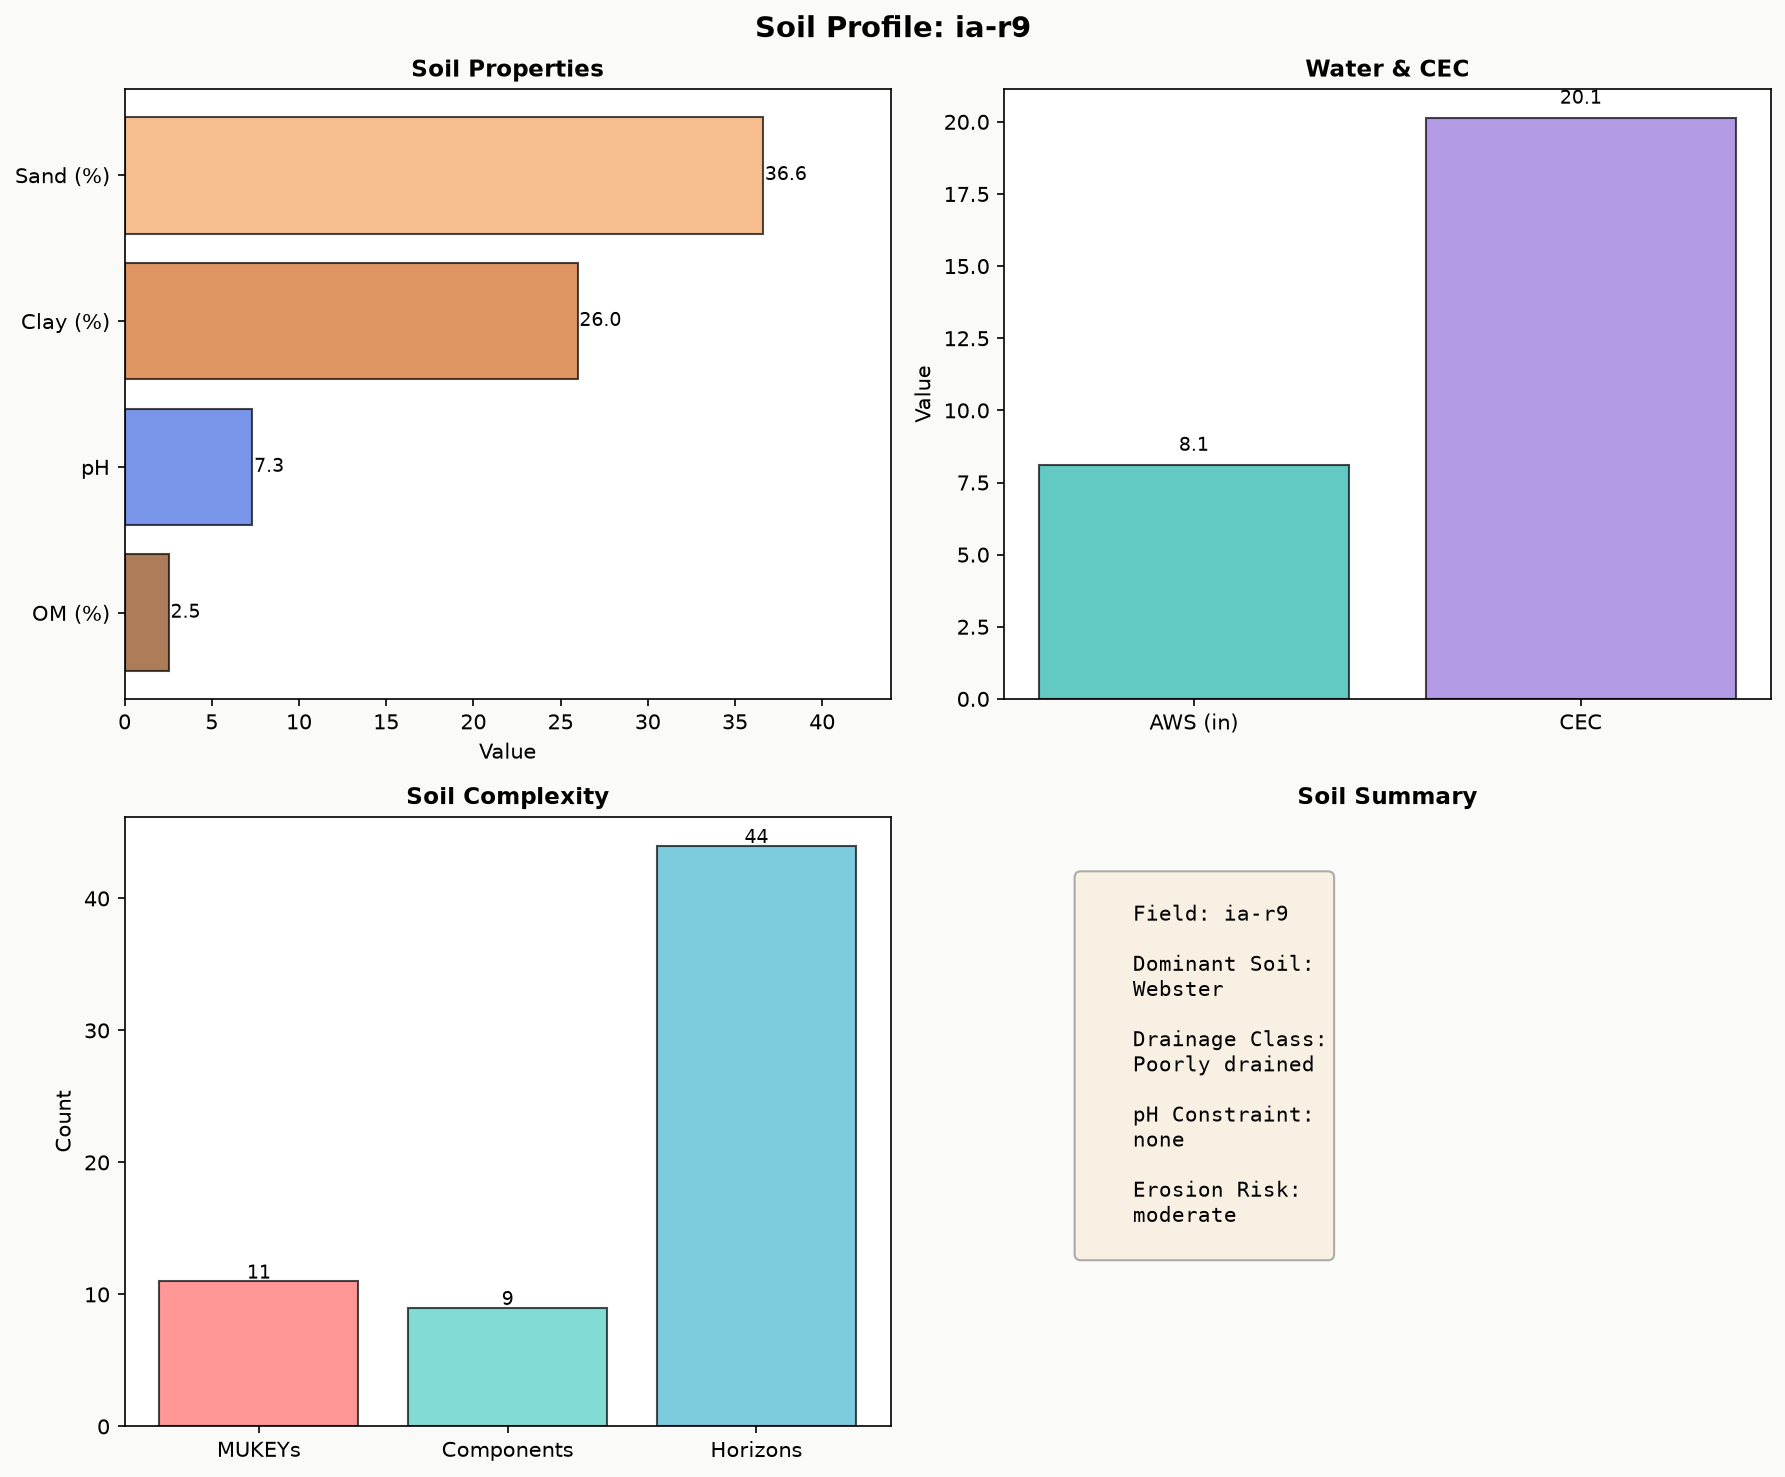 Soil Profile: ia-r9
Soil Properties
Sand (%)
36.6
Clay (%)
26.0
pH
7.3
OM (%)
2.5
0 5 10 15 20 25 30 35 40
Value
Water & CEC
20.1
8.1
20.0
17.5
15.0
12.5
10.0
7.5
5.0
2.5
0.0
Value
AWS (in) CEC
Soil Complexity
44
11
9
40
30
20
10
0
Count
MUKEYs Components Horizons
Soil Summary
Field: ia-r9
Dominant Soil:
Webster
Drainage Class:
Poorly drained
pH Constraint:
none
Erosion Risk:
moderate